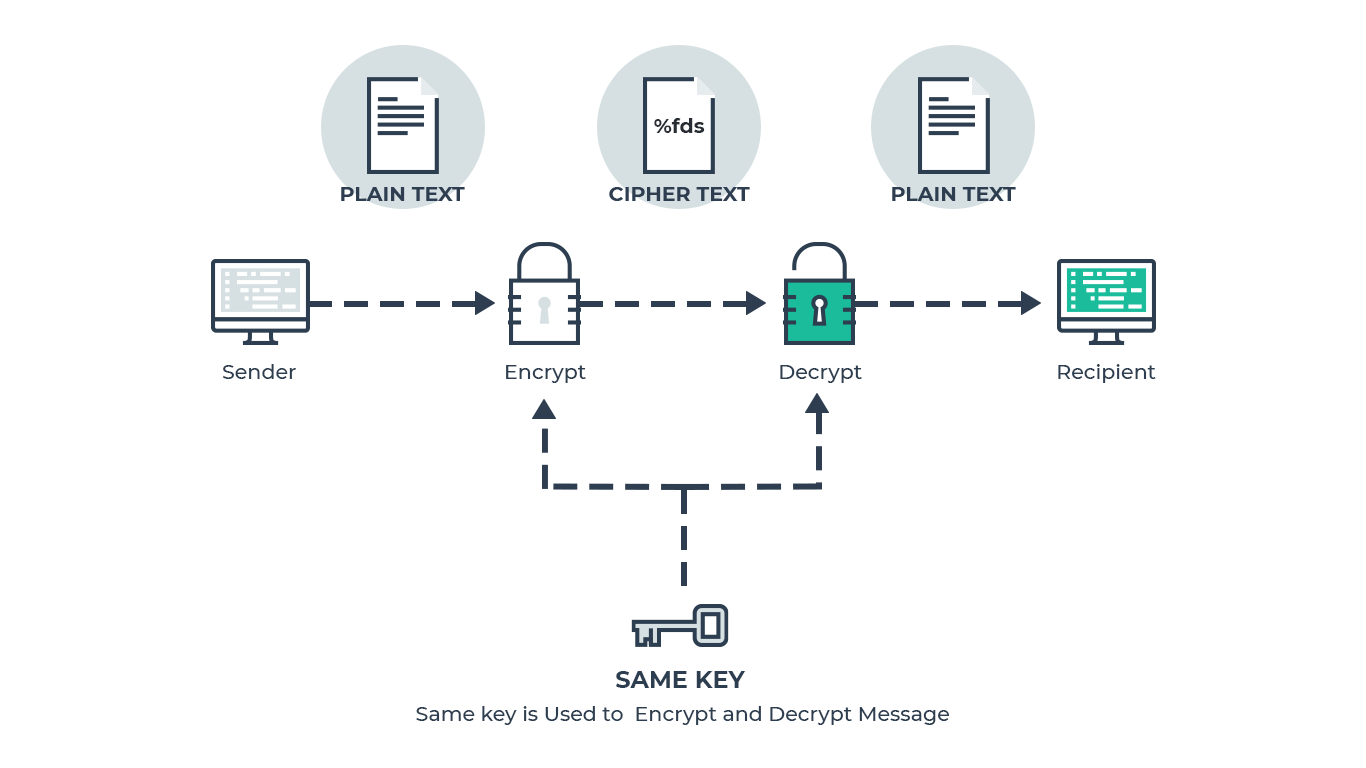 PLAIN TEXT
%fds
CIPHER TEXT
PLAIN TEXT
Sender
Encrypt
Decrypt
Recipient
SAME KEY
Same key is Used to  Encrypt and Decrypt Message